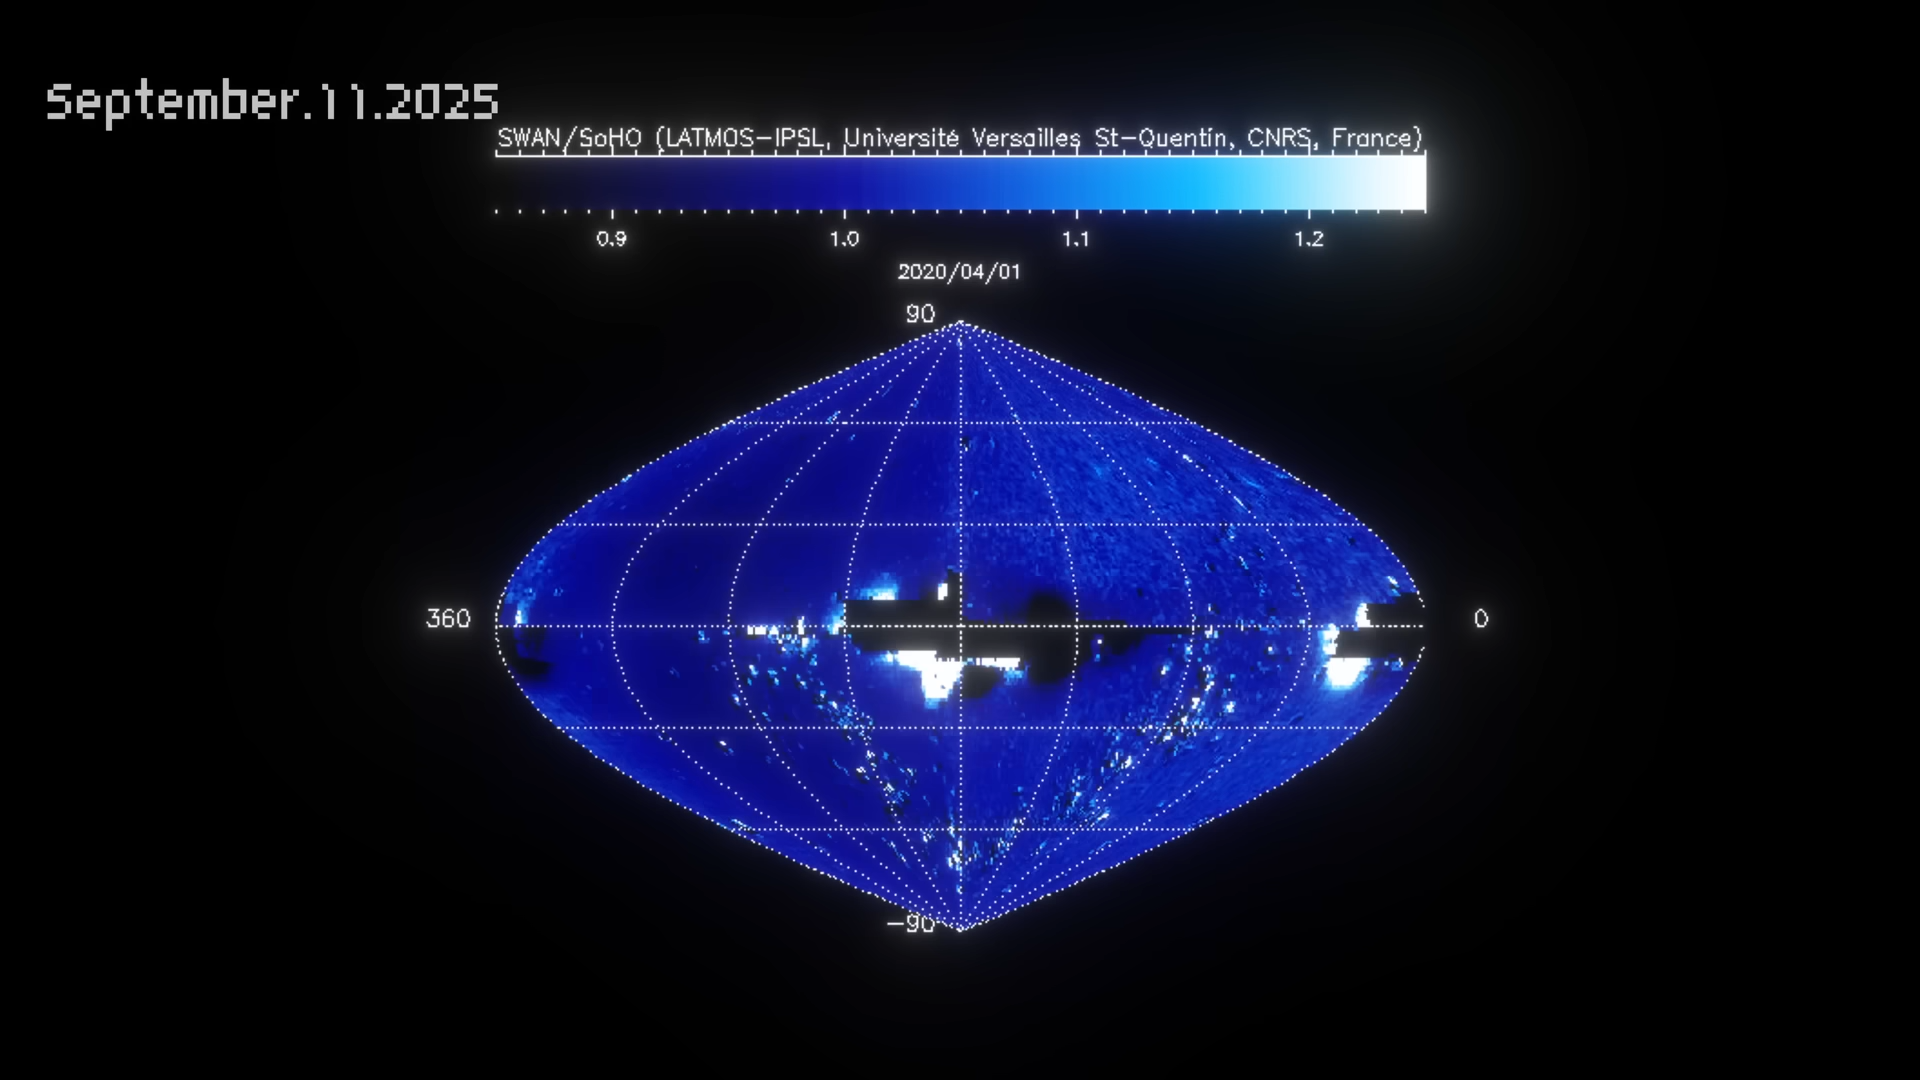 September.11.2025
SWAN/SoHO (LATMOS-IPSL, Université Versailles St-Quentin, CNRS, France)
0.9 1.0 1.1 1.2
2020/04/01
90
360 0
-90